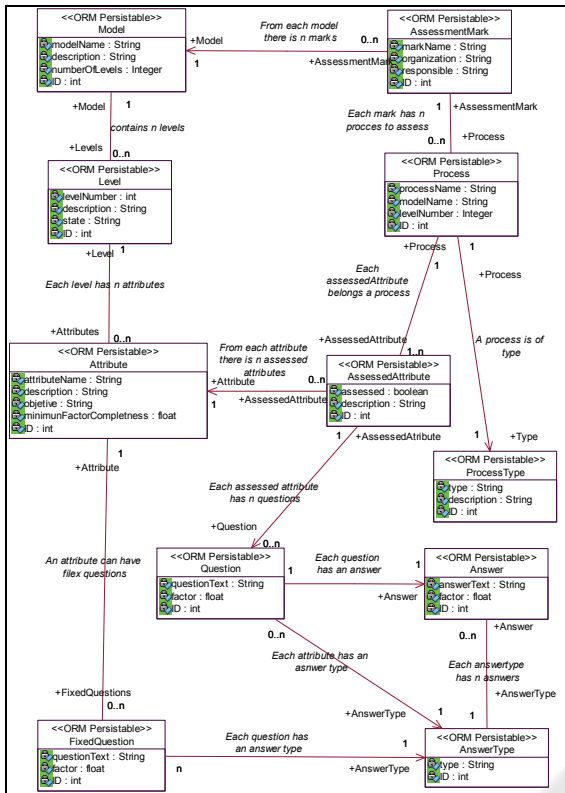 <<ORM Persistable>>
Model
modelName : String
description : String
numberOfLevels : Integer
ID : int
From each model
there is n marks
+Model
1
0..n
+AssessmentMark
<<ORM Persistable>>
AssessmentMark
markName : String
organization : String
responsible : String
ID : int
+Model
1
contains n levels
+Levels
0..n
+AssessmentMark
1
Each mark has n
procces to assess
+Process
0..n
<<ORM Persistable>>
Level
levelNumber : int
description : String
state : String
ID : int
<<ORM Persistable>>
Process
processName : String
modelName : String
levelNumber : Integer
ID : int
+Level
1
Each level has n attributes
+Attributes
0..n
+Process
1
Each
assessedAttribute
belongs a process
+AssessedAttribute
1..n
1
+Process
A process is of
type
1
+Type
From each attribute
there is n assessed
attributes
+Attribute
1
0..n
+AssessedAttribute
<<ORM Persistable>>
Attribute
attributeName : String
description : String
objetive : String
minimunFactorCompletness : float
ID : int
<<ORM Persistable>>
AssessedAttribute
assessed : boolean
description : String
ID : int
<<ORM Persistable>>
ProcessType
type : String
description : String
ID : int
1
+AssessedAtribute
Each assessed attribute
has n questions
+Question
0..n
1
+Attribute
An attribute can have
filex questions
+FixedQuestions
0..n
<<ORM Persistable>>
Question
questionText : String
factor : float
ID : int
Each question
has an answer
1
1
+Answer
<<ORM Persistable>>
Answer
answerText : String
factor : float
ID : int
0..n
Each attribute has an
asnwer type
1
+AnswerType
0..n
+Answer
Each answertype
has n asnwers
1
+AnswerType
<<ORM Persistable>>
FixedQuestion
questionText : String
factor : float
ID : int
Each question has
an answer type
n
1
+AnswerType
<<ORM Persistable>>
AnswerType
type : String
ID : int